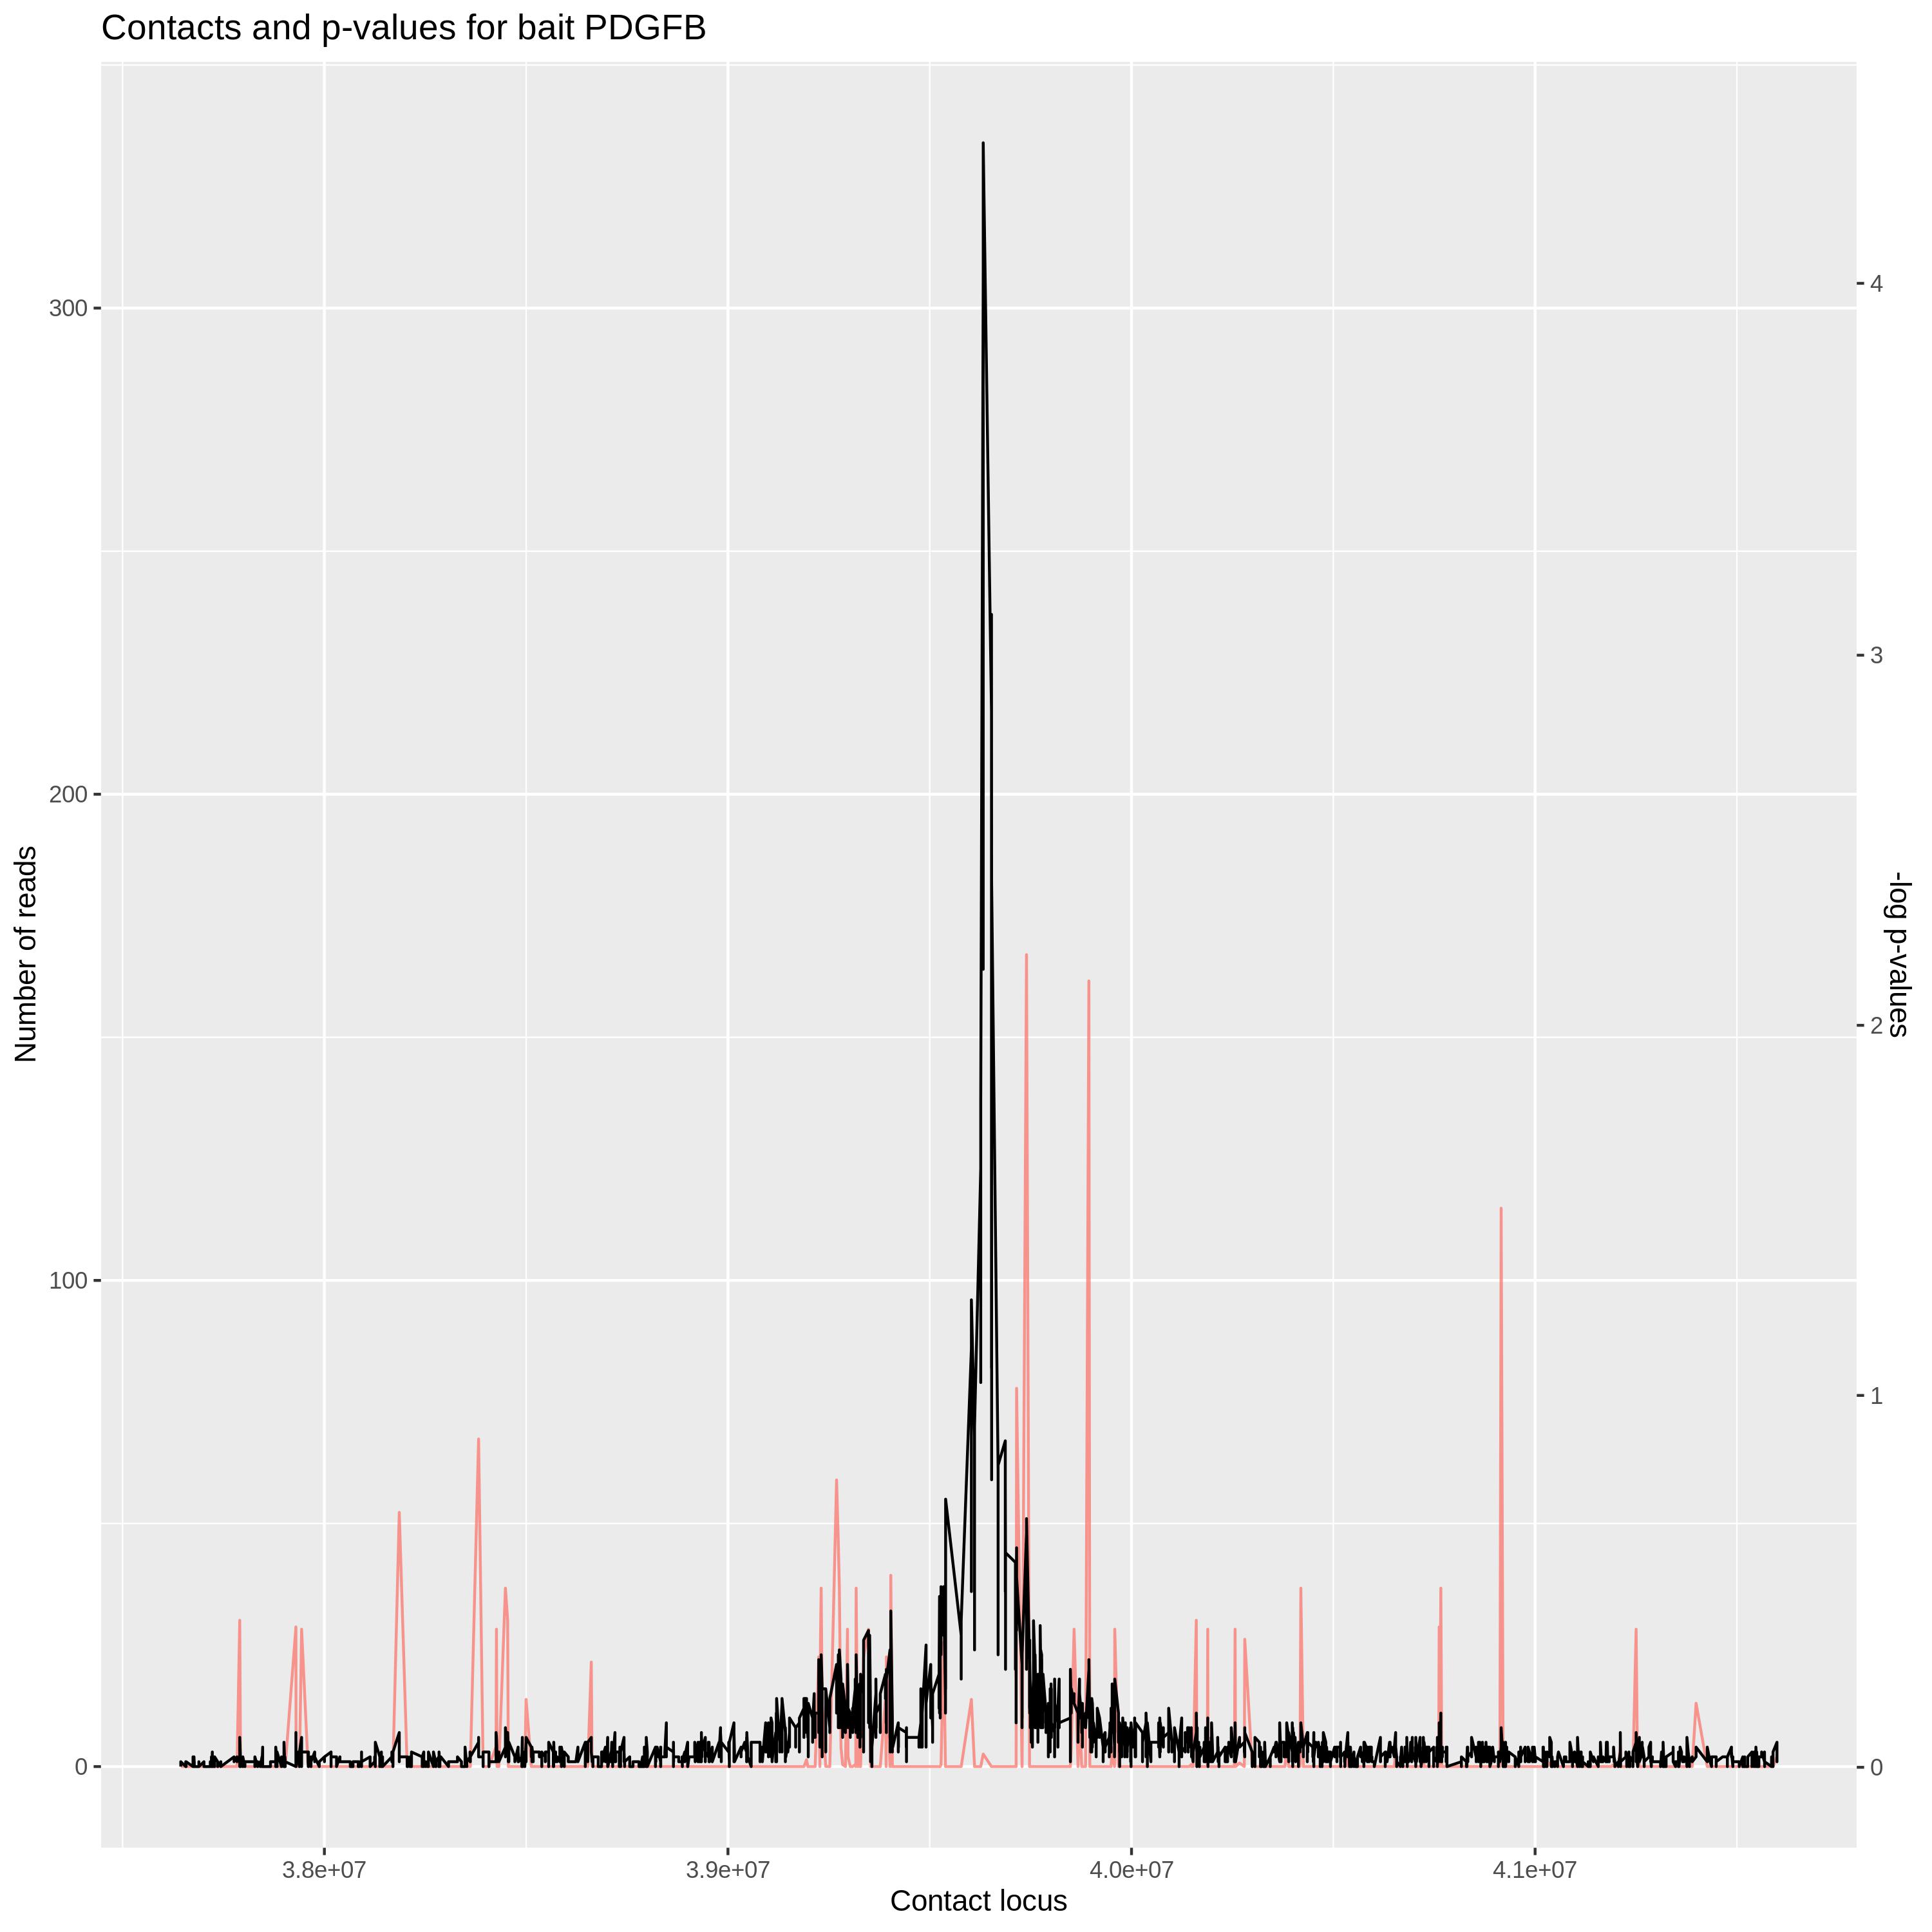 Contacts and p-values for bait PDGFB
Number of reads
300
200
100
0
4
3
2
1
0
-log p-values
3.8e+07
3.9e+07
4.0e+07
4.1e+07
Contact locus